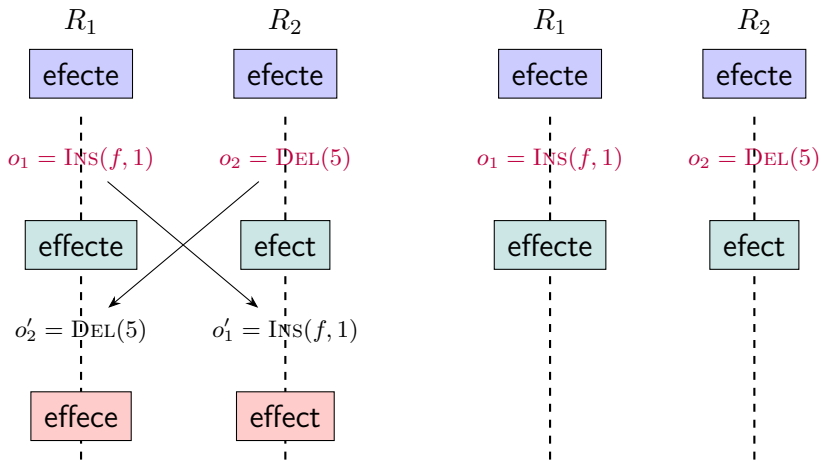 R₁ R₂ R₁ R₂
efecte efecte efecte efecte
o₁ = Ins(f, 1) o₂ = Del(5) o₁ = Ins(f, 1) o₂ = Del(5)
effecte efect effecte efect
o′₂ = Del(5) o′₁ = Ins(f, 1)
effece effect